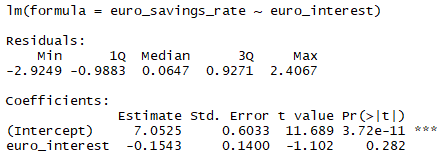 lm(formula = euro_savings_rate ~ euro_interest)
Residuals:
Min 1Q Median 3Q Max
-2.9249 -0.9883 0.0647 0.9271 2.4067
Coefficients:
Estimate Std. Error t value Pr(>|t|)
(Intercept) 7.0525 0.6033 11.689 3.72e-11 ***
euro_interest -0.1543 0.1400 -1.102 0.282